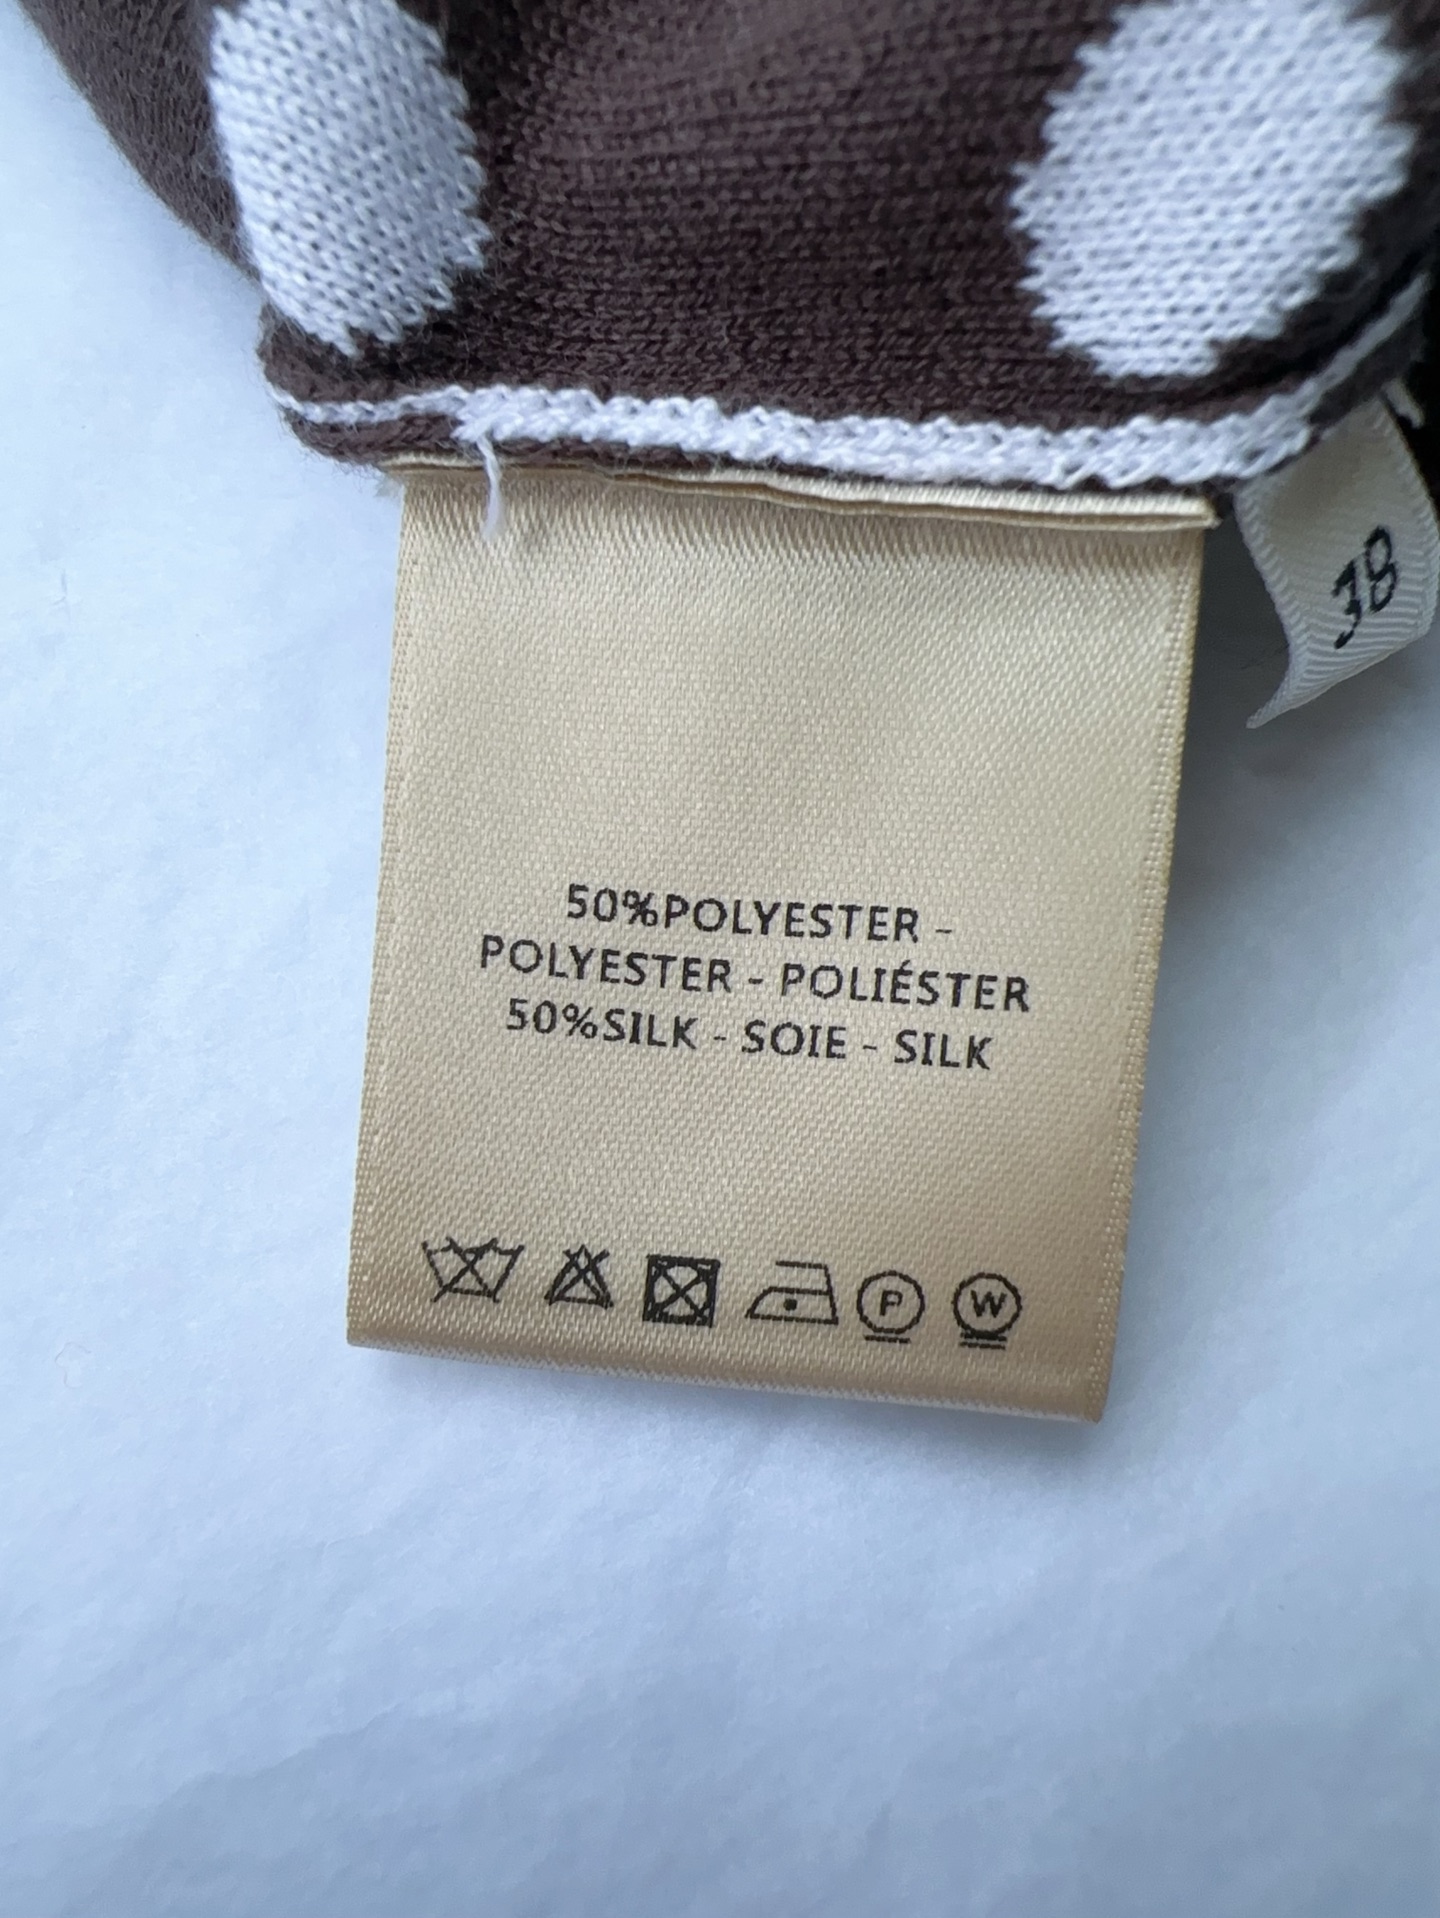 38
50%POLYESTER -
POLYESTER - POLIÉSTER
50%SILK - SOIE - SILK
P W